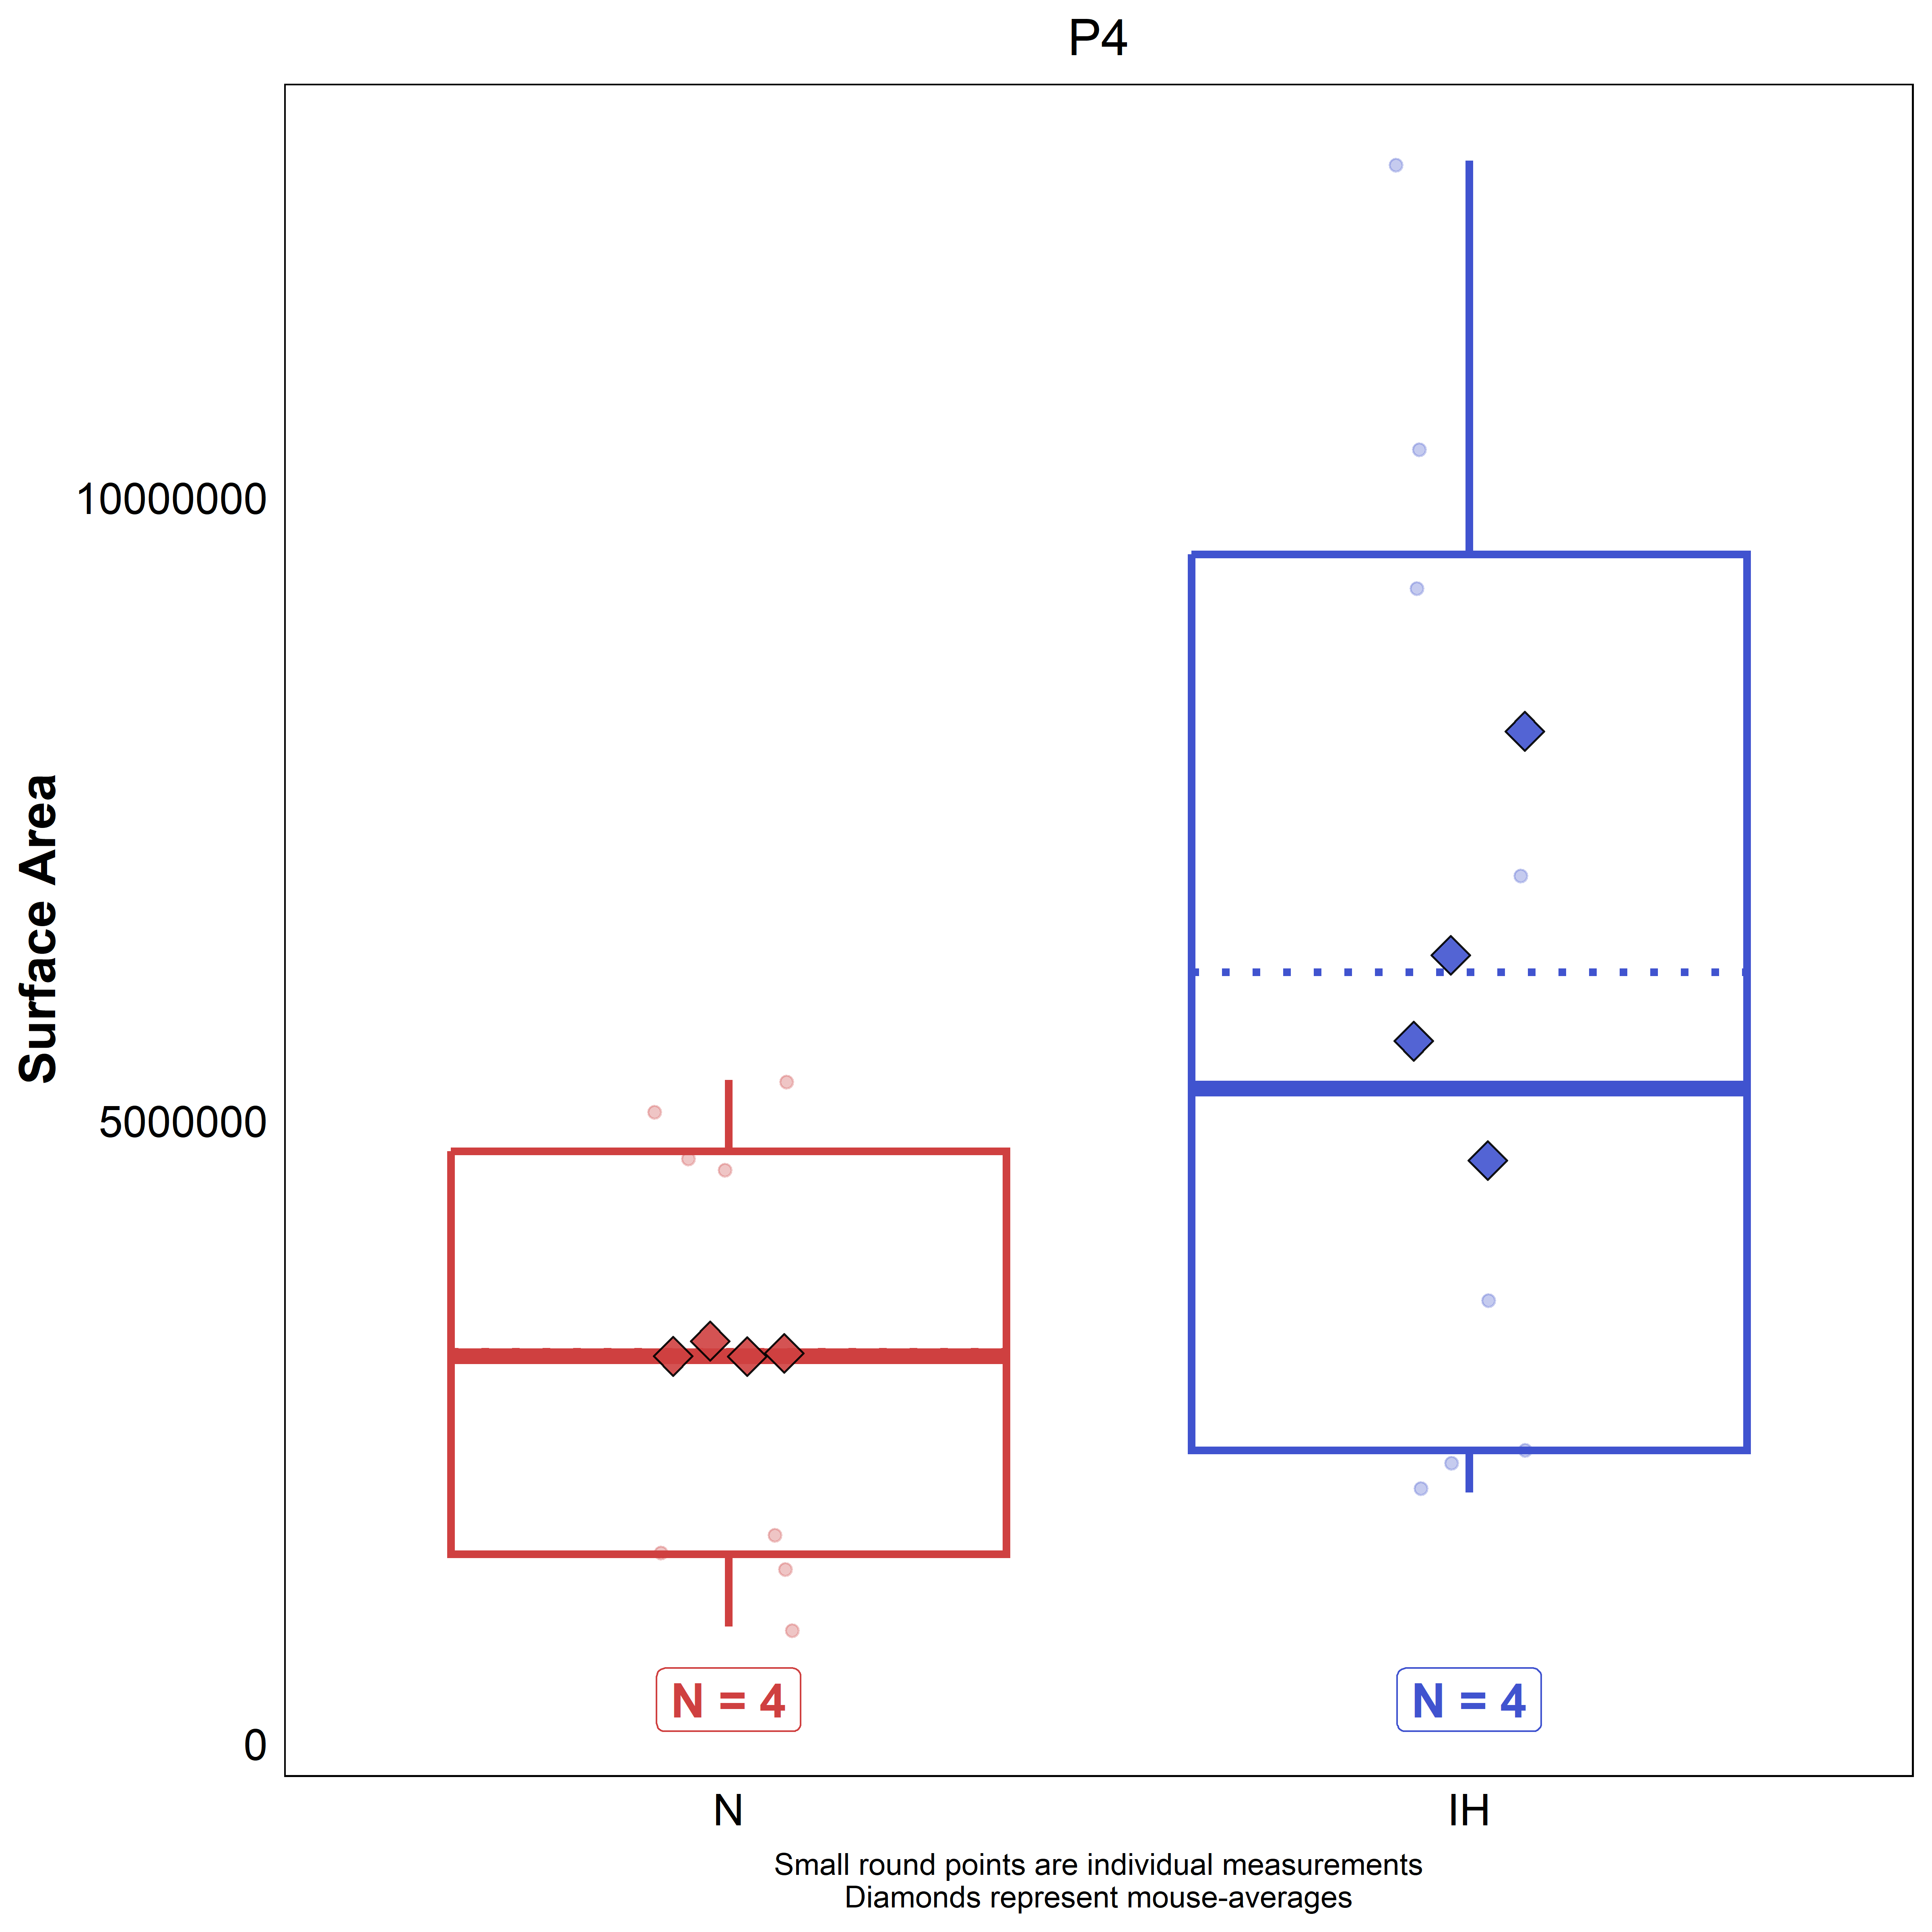 P4
Surface Area
10000000
5000000
0
N = 4
N = 4
N
IH
Small round points are individual measurements
Diamonds represent mouse-averages